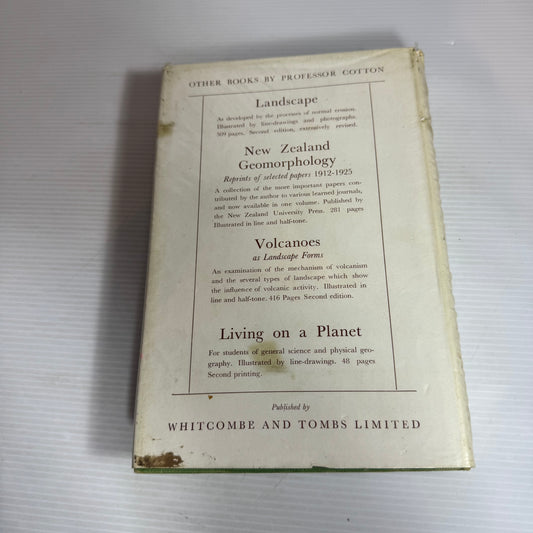 OTHER BOOKS BY PROFESSOR COTTON
Landscape
As developed by the processes of normal erosion.
Illustrated by line-drawings and photographs.
509 pages. Second edition, extensively revised.
New Zealand
Geomorphology
Reprints of selected papers 1912-1925
A collection of the more important papers con-
tributed by the author to various learned journals,
and now available in one volume. Published by
the New Zealand University Press. 281 pages
Illustrated in line and half-tone.
Volcanoes
as Landscape Forms
An examination of the mechanism of volcanism
and the several types of landscape which show
the influence of volcanic activity. Illustrated in
line and half-tone. 416 Pages Second edition.
Living on a Planet
For students of general science and physical geo-
graphy. Illustrated by line-drawings. 48 pages
Second printing.
Published by
WHITCOMBE AND TOMBS LIMITED